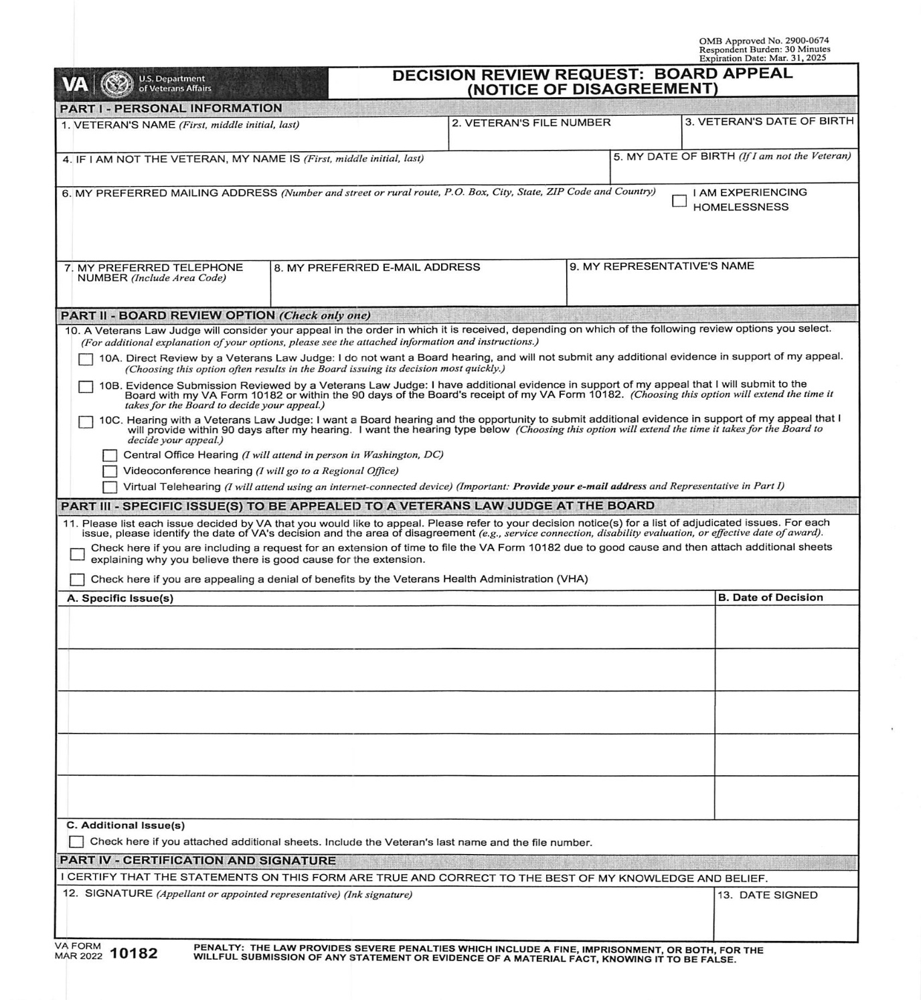 OMB Approved No. 2900-0674
Respondent Burden: 30 Minutes
Expiration Date: Mar. 31, 2025
VA
U.S. Department
of Veterans Affairs
DECISION REVIEW REQUEST: BOARD APPEAL
(NOTICE OF DISAGREEMENT)
PART I - PERSONAL INFORMATION
1. VETERAN'S NAME (First, middle initial, last)
2. VETERAN'S FILE NUMBER
3. VETERAN'S DATE OF BIRTH
4. IF I AM NOT THE VETERAN, MY NAME IS (First, middle initial, last)
5. MY DATE OF BIRTH (If I am not the Veteran)
6. MY PREFERRED MAILING ADDRESS (Number and street or rural route, P.O. Box, City, State, ZIP Code and Country)
I AM EXPERIENCING
HOMELESSNESS
7. MY PREFERRED TELEPHONE
NUMBER (Include Area Code)
8. MY PREFERRED E-MAIL ADDRESS
9. MY REPRESENTATIVE'S NAME
PART II - BOARD REVIEW OPTION (Check only one)
10. A Veterans Law Judge will consider your appeal in the order in which it is received, depending on which of the following review options you select.
(For additional explanation of your options, please see the attached information and instructions.)
10A. Direct Review by a Veterans Law Judge: I do not want a Board hearing, and will not submit any additional evidence in support of my appeal.
(Choosing this option often results in the Board issuing its decision most quickly.)
10B. Evidence Submission Reviewed by a Veterans Law Judge: I have additional evidence in support of my appeal that I will submit to the
Board with my VA Form 10182 or within the 90 days of the Board's receipt of my VA Form 10182. (Choosing this option will extend the time it
takes for the Board to decide your appeal.)
10C. Hearing with a Veterans Law Judge: I want a Board hearing and the opportunity to submit additional evidence in support of my appeal that I
will provide within 90 days after my hearing. I want the hearing type below (Choosing this option will extend the time it takes for the Board to
decide your appeal.)
Central Office Hearing (I will attend in person in Washington, DC)
Videoconference hearing (I will go to a Regional Office)
Virtual Telehearing (I will attend using an internet-connected device) (Important: Provide your e-mail address and Representative in Part I)
PART III - SPECIFIC ISSUE(S) TO BE APPEALED TO A VETERANS LAW JUDGE AT THE BOARD
11. Please list each issue decided by VA that you would like to appeal. Please refer to your decision notice(s) for a list of adjudicated issues. For each
issue, please identify the date of VA's decision and the area of disagreement (e.g., service connection, disability evaluation, or effective date of award).
Check here if you are including a request for an extension of time to file the VA Form 10182 due to good cause and then attach additional sheets
explaining why you believe there is good cause for the extension.
Check here if you are appealing a denial of benefits by the Veterans Health Administration (VHA)
A. Specific Issue(s)
B. Date of Decision
C. Additional Issue(s)
Check here if you attached additional sheets. Include the Veteran's last name and the file number.
PART IV - CERTIFICATION AND SIGNATURE
I CERTIFY THAT THE STATEMENTS ON THIS FORM ARE TRUE AND CORRECT TO THE BEST OF MY KNOWLEDGE AND BELIEF.
12. SIGNATURE (Appellant or appointed representative) (Ink signature)
13. DATE SIGNED
VA FORM
MAR 2022 10182
PENALTY: THE LAW PROVIDES SEVERE PENALTIES WHICH INCLUDE A FINE, IMPRISONMENT, OR BOTH, FOR THE
WILLFUL SUBMISSION OF ANY STATEMENT OR EVIDENCE OF A MATERIAL FACT, KNOWING IT TO BE FALSE.